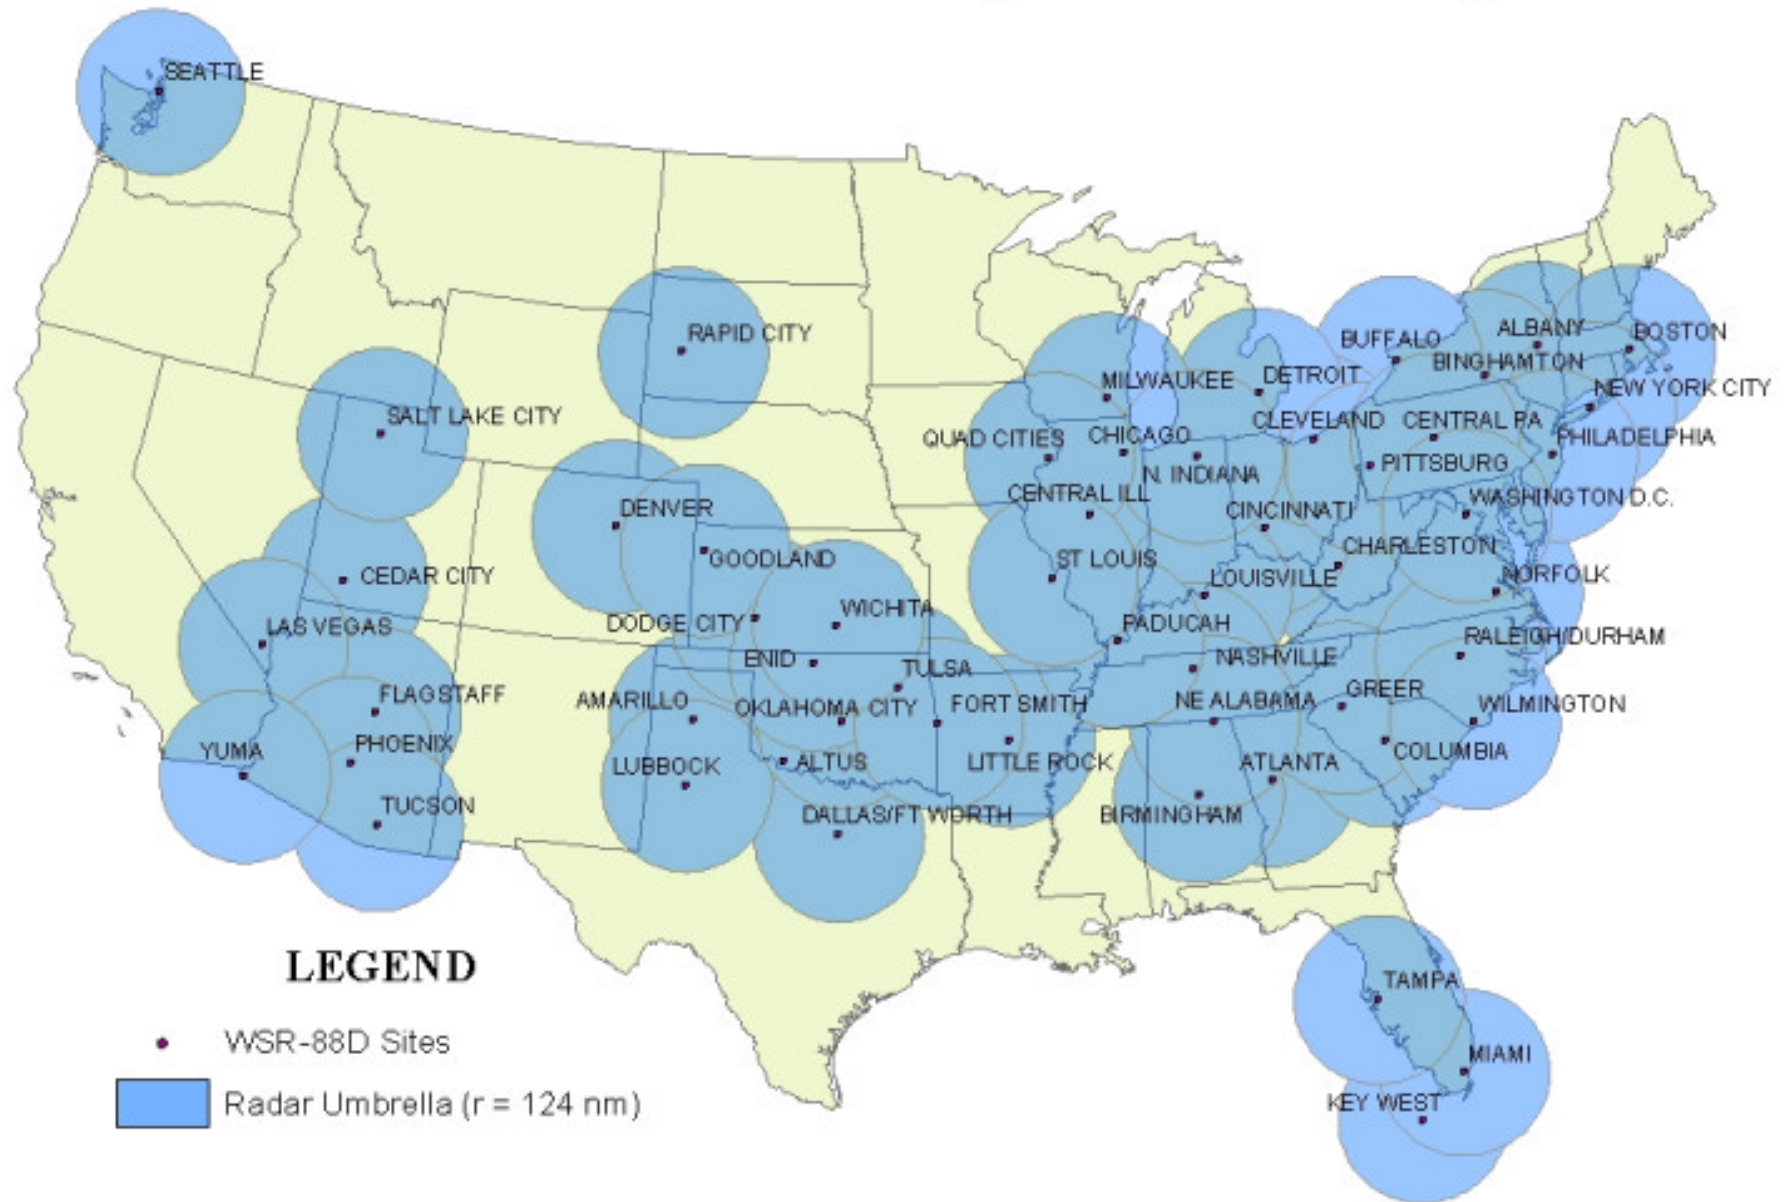 SEATTLE
RAPID CITY
BUFFALO
ALBANY
BOSTON
BINGHAMTON
MILWAUKEE
DETROIT
NEW YORK CITY
SALT LAKE CITY
QUAD CITIES
CHICAGO
CLEVELAND
CENTRAL PA
PHILADELPHIA
N. INDIANA
PITTSBURG
CENTRAL ILL
WASHINGTON D.C.
DENVER
CINCINNATI
GOODLAND
ST LOUIS
CHARLESTON
CEDAR CITY
LOUISVILLE
NORFOLK
LAS VEGAS
DODGE CITY
WICHITA
PADUCAH
RALEIGH/DURHAM
ENID
TULSA
NASHVILLE
FLAGSTAFF
AMARILLO
OKLAHOMA CITY
FORT SMITH
NE ALABAMA
GREER
WILMINGTON
YUMA
PHOENIX
LUBBOCK
ALTUS
LITTLE ROCK
ATLANTA
COLUMBIA
TUCSON
DALLAS/FT WORTH
BIRMINGHAM
TAMPA
MIAMI
KEY WEST
LEGEND
WSR-88D Sites
Radar Umbrella (r = 124 nm)